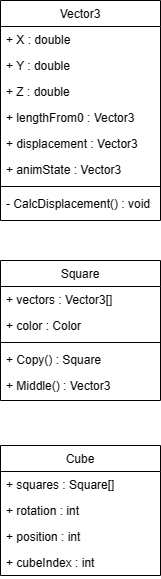 Vector3
+ X : double
+ Y : double
+ Z : double
+ lengthFrom0 : Vector3
+ displacement : Vector3
+ animState : Vector3
- CalcDisplacement() : void
Square
+ vectors : Vector3[]
+ color : Color
+ Copy() : Square
+ Middle() : Vector3
Cube
+ squares : Square[]
+ rotation : int
+ position : int
+ cubeIndex : int